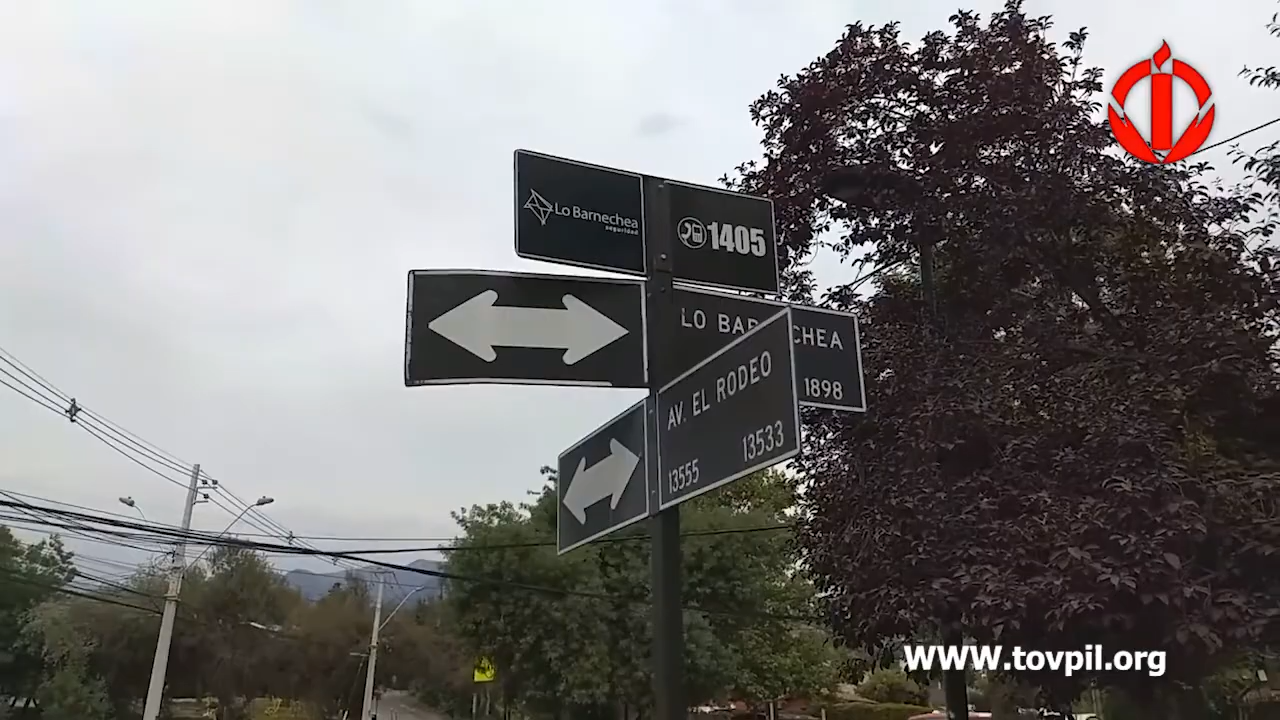 Lo Barnechea
seguridad
1405
LO BAR CHEA
1898
AV. EL RODEO
13555 13533
www.tovpil.org